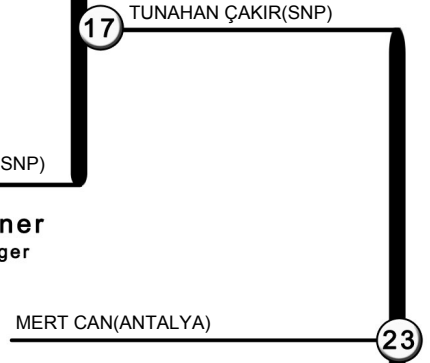 TUNAHAN ÇAKIR(SNP)
17
SNP)
ner
ger
MERT CAN(ANTALYA)
23